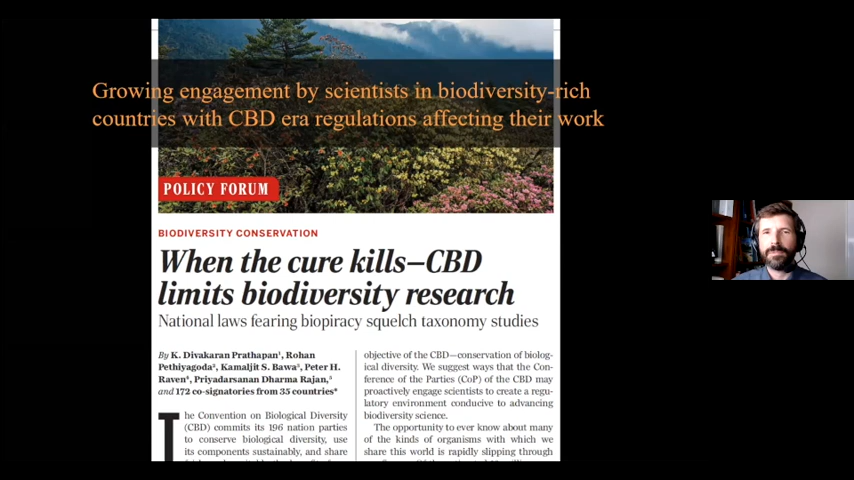 Growing engagement by scientists in biodiversity-rich
countries with CBD era regulations affecting their work
POLICY FORUM
BIODIVERSITY CONSERVATION
When the cure kills—CBD
limits biodiversity research
National laws fearing biopiracy squelch taxonomy studies
By K. Divakaran Prathapan¹, Rohan
Pethiyagoda², Kamaljit S. Bawa³, Peter H.
Raven⁴, Priyadarsanan Dharma Rajan,³
and 172 co-signatories from 35 countries*
The Convention on Biological Diversity
(CBD) commits its 196 nation parties
to conserve biological diversity, use
its components sustainably, and share
objective of the CBD—conservation of biolog-
ical diversity. We suggest ways that the Con-
ference of the Parties (CoP) of the CBD may
proactively engage scientists to create a regu-
latory environment conducive to advancing
biodiversity science.
The opportunity to ever know about many
of the kinds of organisms with which we
share this world is rapidly slipping through